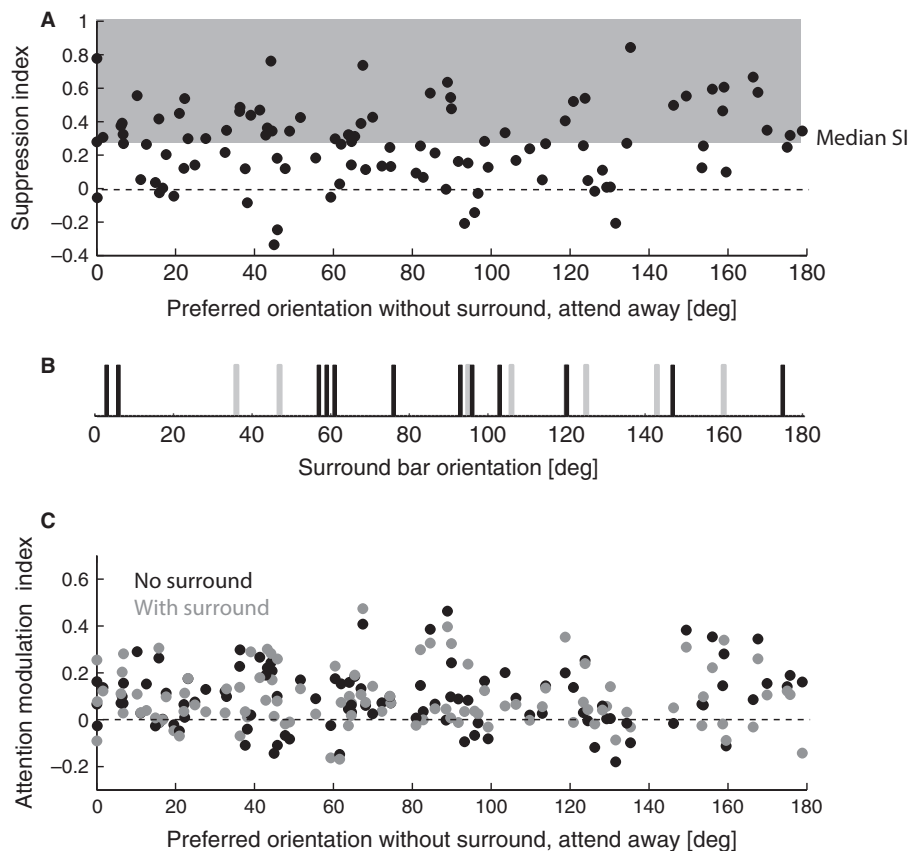 A
1
0.8
0.6
0.4
0.2
0
−0.2
−0.4
Suppression index
Median SI
0 20 40 60 80 100 120 140 160 180
Preferred orientation without surround, attend away [deg]
B
0 20 40 60 80 100 120 140 160 180
Surround bar orientation [deg]
C
0.6
0.4
0.2
0
−0.2
Attention modulation index
No surround
With surround
0 20 40 60 80 100 120 140 160 180
Preferred orientation without surround, attend away [deg]